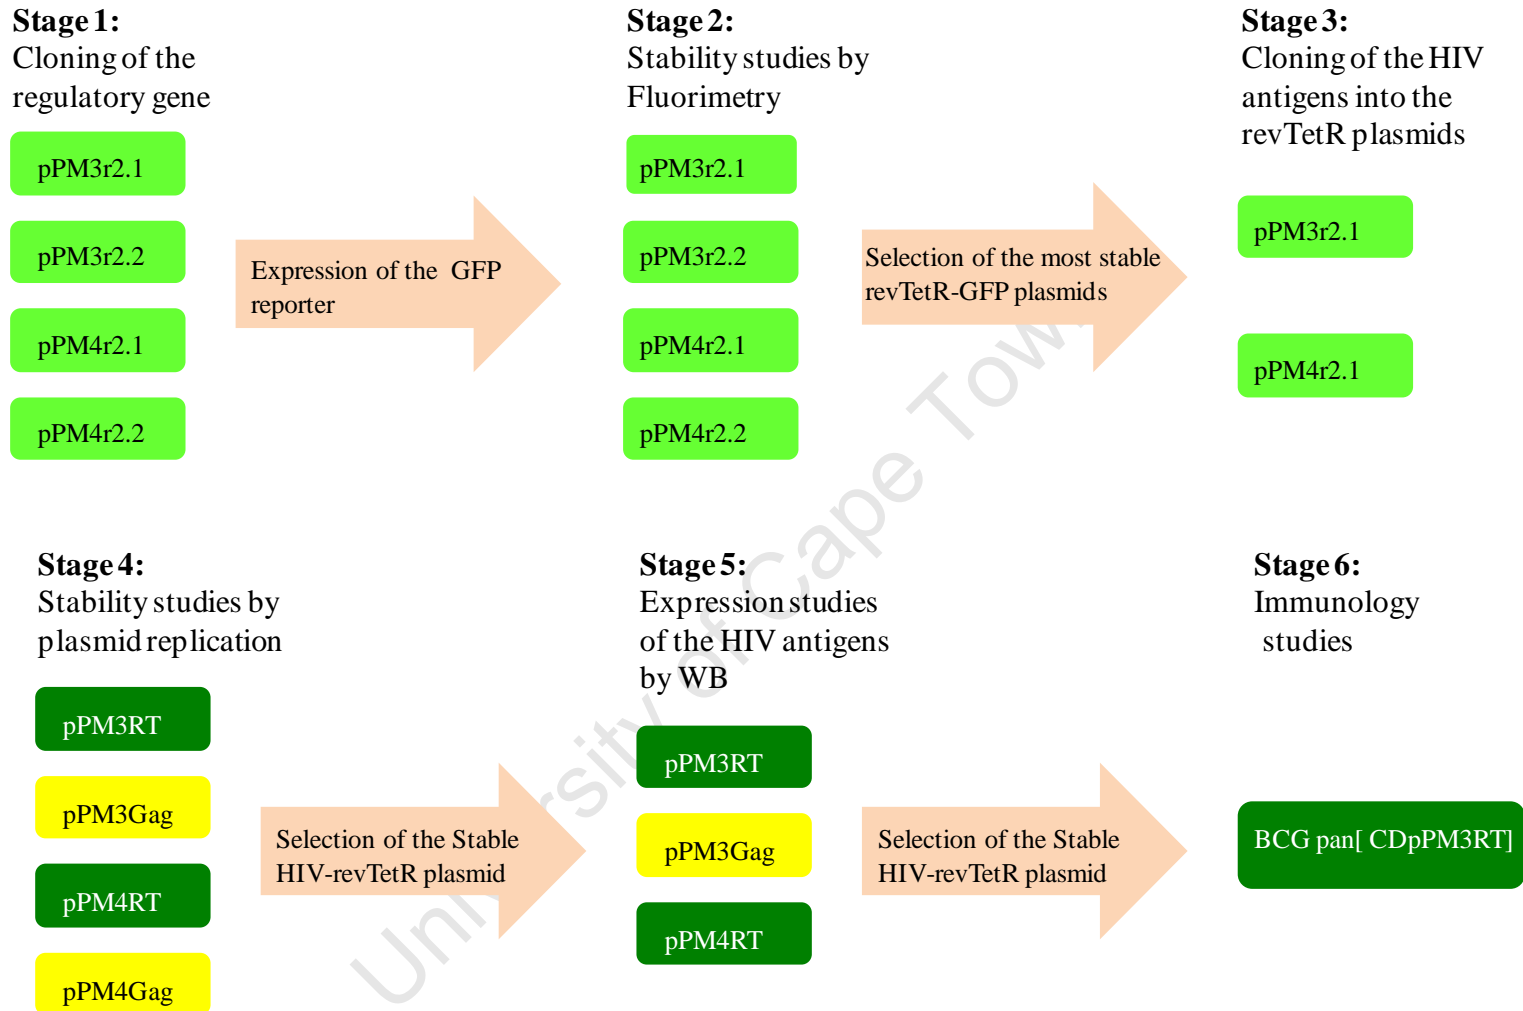 Stage 1:
Cloning of the
regulatory gene
pPM3r2.1
pPM3r2.2
pPM4r2.1
pPM4r2.2
Expression of the GFP
reporter
Stage 2:
Stability studies by
Fluorimetry
pPM3r2.1
pPM3r2.2
pPM4r2.1
pPM4r2.2
Selection of the most stable
revTetR-GFP plasmids
Stage 3:
Cloning of the HIV
antigens into the
revTetR plasmids
pPM3r2.1
pPM4r2.1
Stage 4:
Stability studies by
plasmid replication
pPM3RT
pPM3Gag
pPM4RT
pPM4Gag
Selection of the Stable
HIV-revTetR plasmid
Stage 5:
Expression studies
of the HIV antigens
by WB
pPM3RT
pPM3Gag
pPM4RT
Selection of the Stable
HIV-revTetR plasmid
Stage 6:
Immunology
studies
BCG pan[ CDpPM3RT]
University of Cape Town